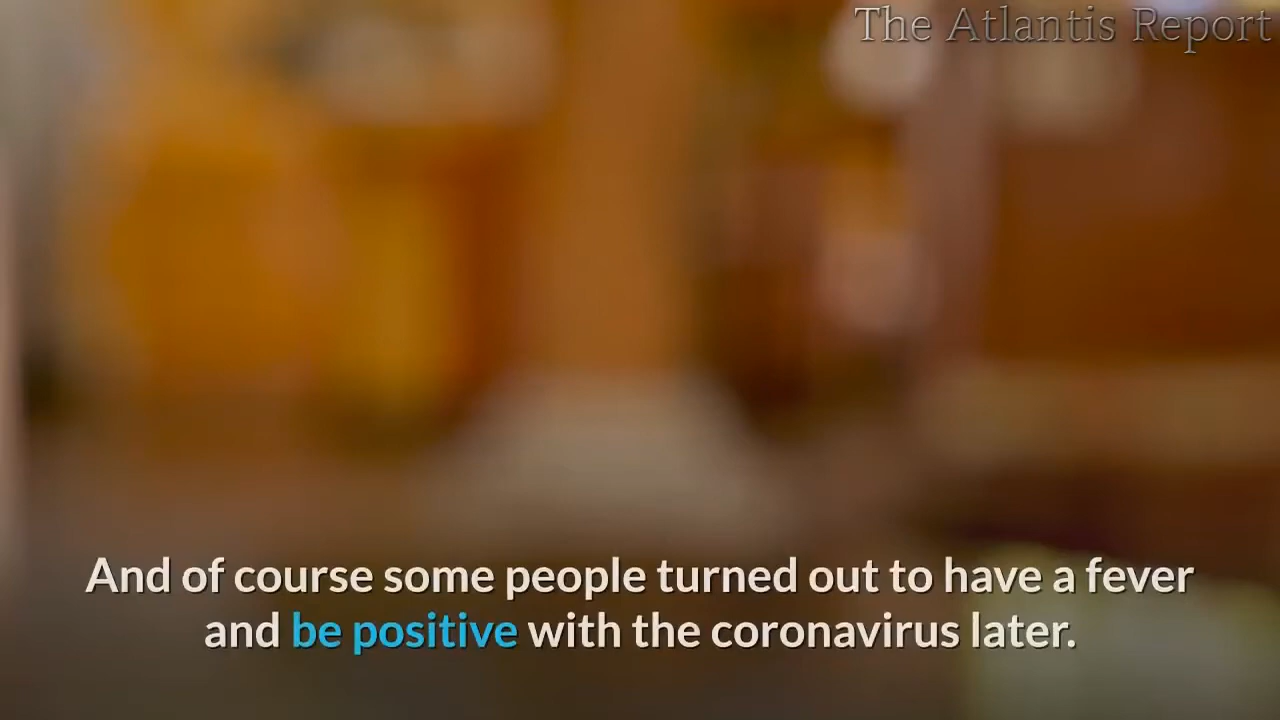 The Atlantis Report
And of course some people turned out to have a fever
and be positive with the coronavirus later.